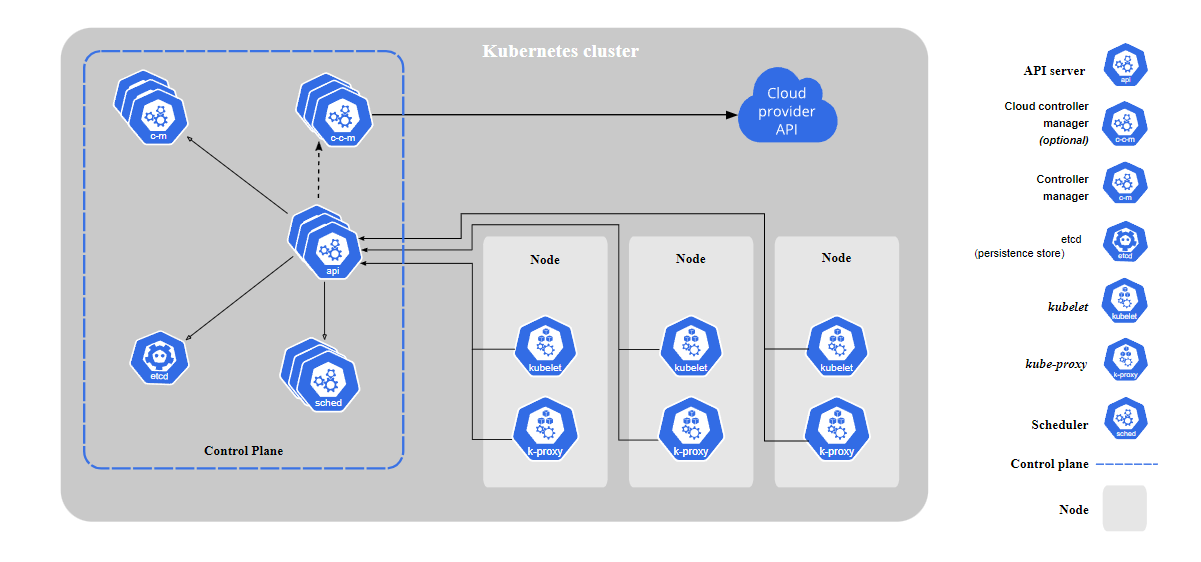 Kubernetes cluster
c-m
c-c-m
Cloud
provider
API
api
Node
Node
Node
etcd
sched
kubelet
kubelet
kubelet
k-proxy
k-proxy
k-proxy
Control Plane
API server
api
Cloud controller
manager
(optional)
c-c-m
Controller
manager
c-m
etcd
(persistence store)
etcd
kubelet
kubelet
kube-proxy
k-proxy
Scheduler
sched
Control plane
Node